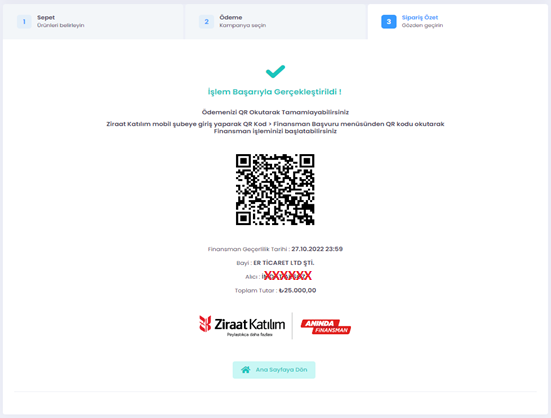 1 Sepet
Ürünleri belirleyin
2 Ödeme
Kampanya seçin
3 Sipariş Özet
Gözden geçirin
İşlem Başarıyla Gerçekleştirildi !
Ödemenizi QR Okutarak Tamamlayabilirsiniz
Ziraat Katılım mobil şubeye giriş yaparak QR Kod > Finansman Başvuru menüsünden QR kodu okutarak
Finansman işleminizi başlatabilirsiniz
Finansman Geçerlilik Tarihi : 27.10.2022 23:59
Bayi : ER TİCARET LTD ŞTİ.
Alıcı : XXXXXX
Toplam Tutar : ₺25.000,00
Ziraat Katılım
Paylaştıkça daha fazlası
ANINDA
FİNANSMAN
Ana Sayfaya Dön